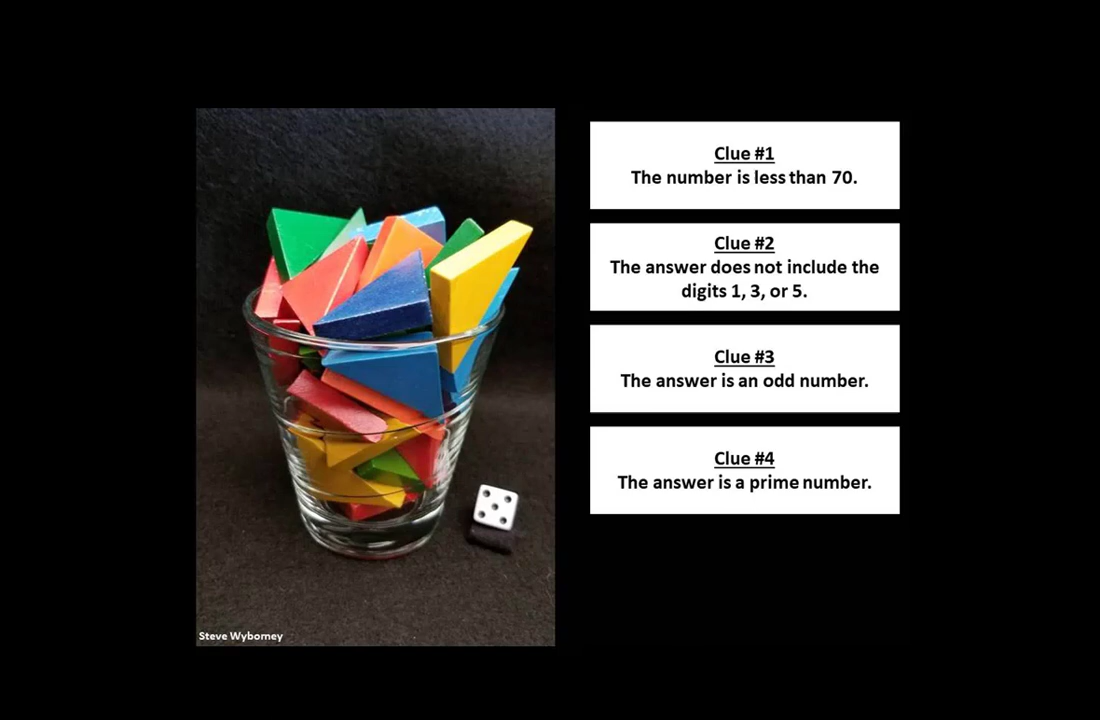 Clue #1
The number is less than 70.
Clue #2
The answer does not include the
digits 1, 3, or 5.
Clue #3
The answer is an odd number.
Clue #4
The answer is a prime number.
Steve Wyborney